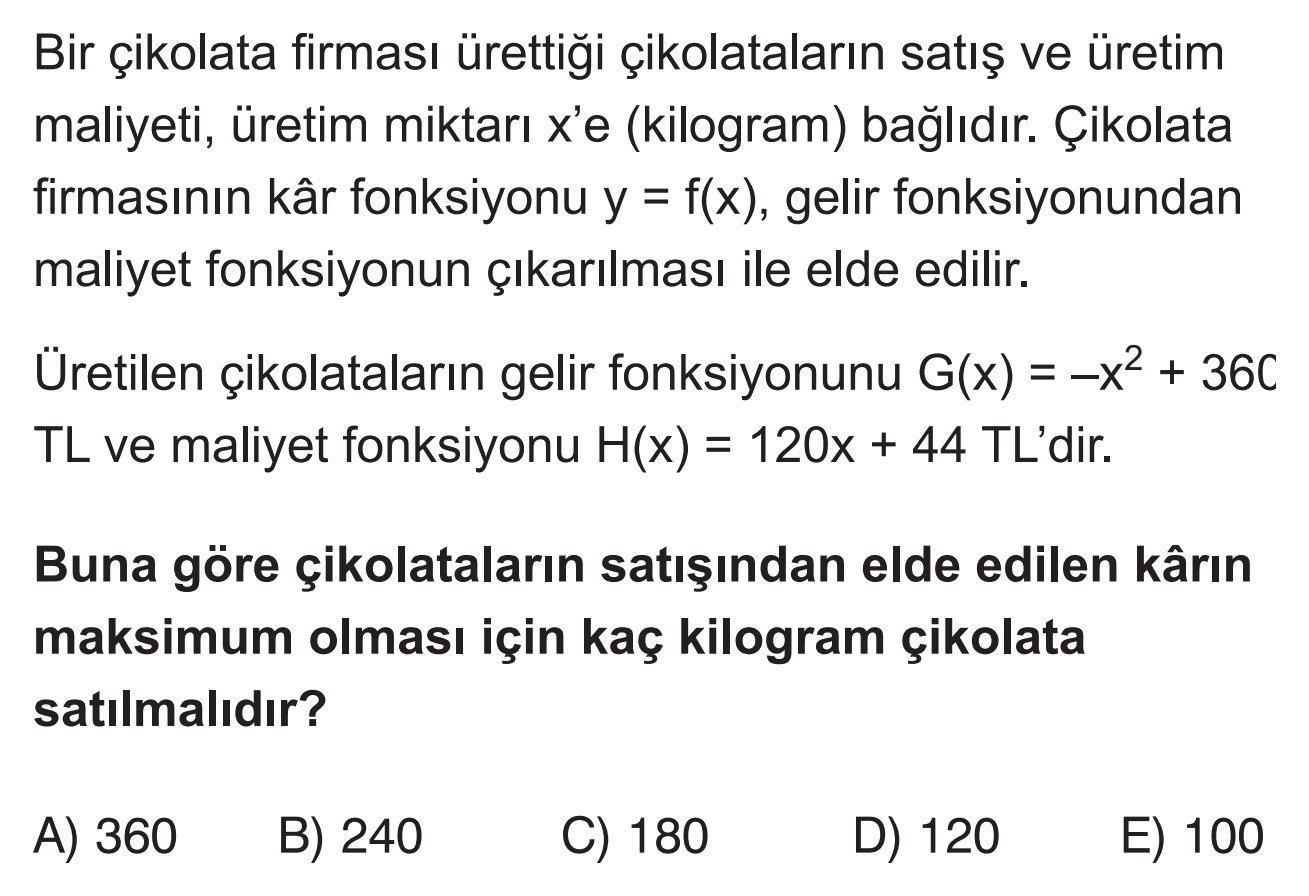 Bir çikolata firması ürettiği çikolataların satış ve üretim
maliyeti, üretim miktarı x’e (kilogram) bağlıdır. Çikolata
firmasının kâr fonksiyonu y = f(x), gelir fonksiyonundan
maliyet fonksiyonun çıkarılması ile elde edilir.
Üretilen çikolataların gelir fonksiyonunu G(x) = –x² + 360
TL ve maliyet fonksiyonu H(x) = 120x + 44 TL’dir.
Buna göre çikolataların satışından elde edilen kârın
maksimum olması için kaç kilogram çikolata
satılmalıdır?
A) 360 B) 240 C) 180 D) 120 E) 100